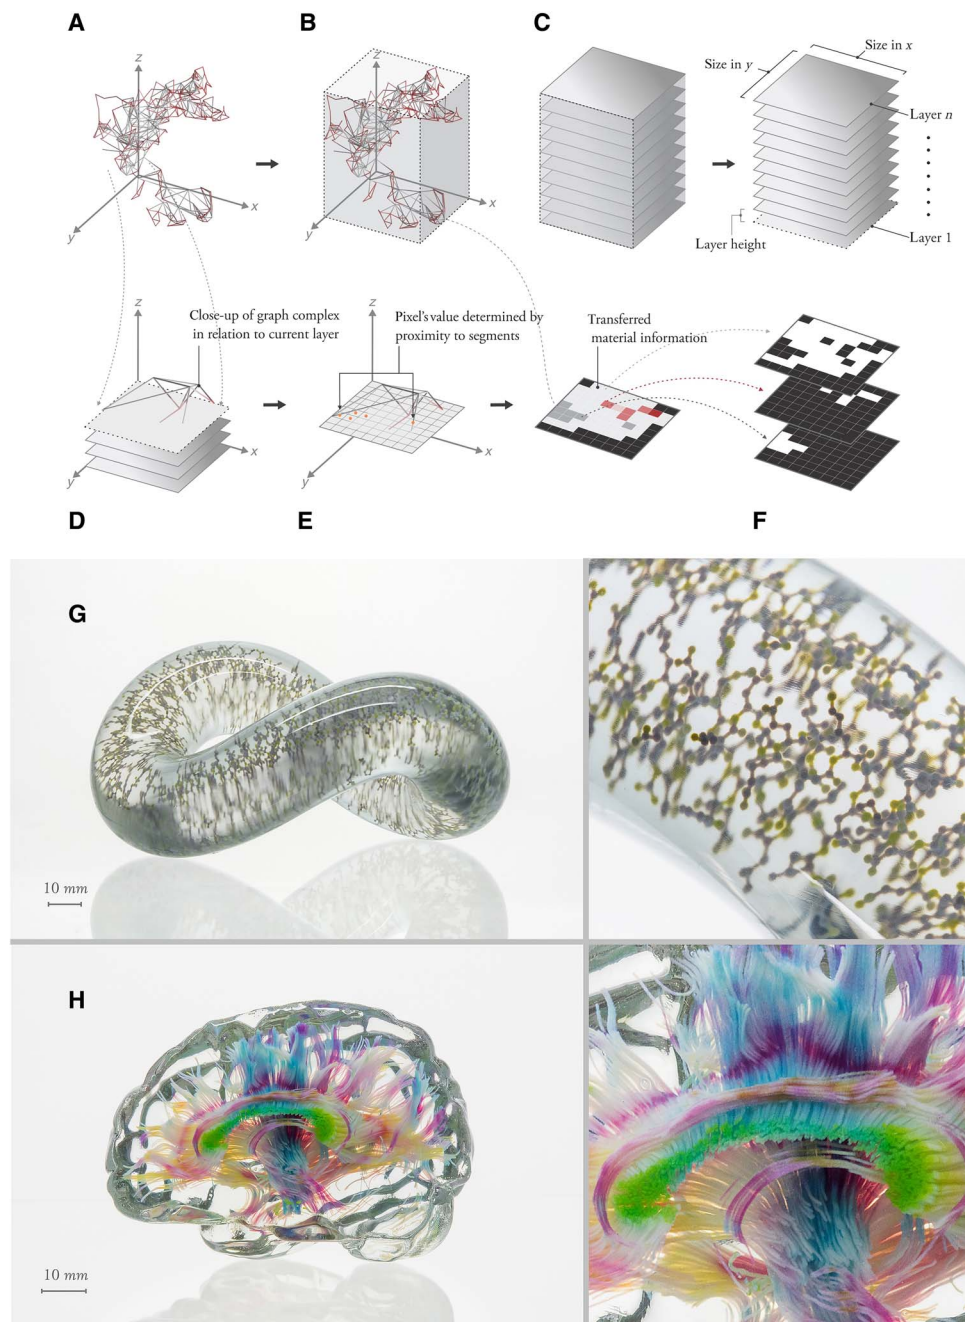 A
B
C
z
x
y
z
x
y
Size in x
Size in y
Layer n
Layer height
Layer 1
z
Close-up of graph complex
in relation to current layer
x
y
z
Pixel's value determined by
proximity to segments
x
y
Transferred
material information
D
E
F
G
10 mm
H
10 mm